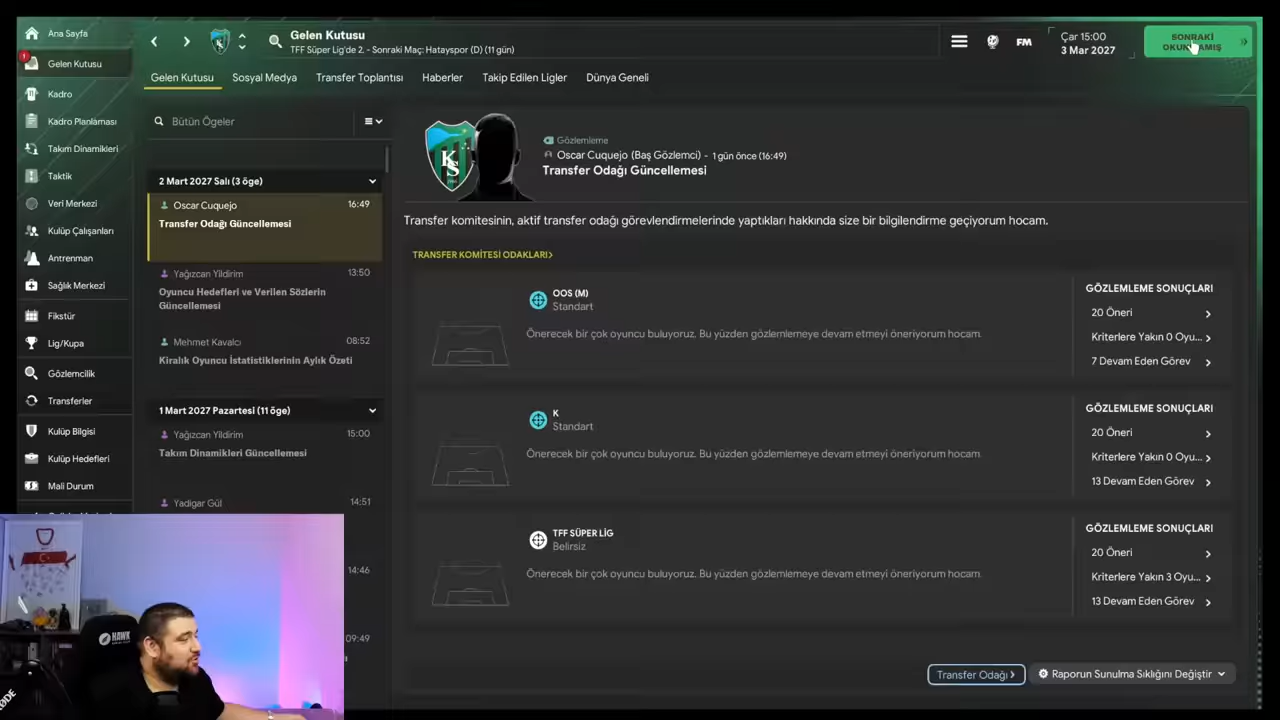 Ana Sayfa
Gelen Kutusu
Kadro
Kadro Planlaması
Takım Dinamikleri
Taktik
Veri Merkezi
Kulüp Çalışanları
Antrenman
Sağlık Merkezi
Fikstür
Lig/Kupa
Gözlemcilik
Transferler
Kulüp Bilgisi
Kulüp Hedefleri
Mali Durum
Gelen Kutusu
TFF Süper Lig'de 2. - Sonraki Maç: Hatayspor (D) (11 gün)
FM
Çar 15:00
3 Mar 2027
SONRAKİ
Gelen Kutusu
Sosyal Medya
Transfer Toplantısı
Haberler
Takip Edilen Ligler
Dünya Geneli
Bütün Ögeler
2 Mart 2027 Salı (3 öge)
Oscar Cuquejo 16:49
Transfer Odağı Güncellemesi
Yağızcan Yildirim 13:50
Oyuncu Hedefleri ve Verilen Sözlerin
Güncellemesi
Mehmet Kavalcı 08:52
Kiralık Oyuncu İstatistiklerinin Aylık Özeti
1 Mart 2027 Pazartesi (11 öge)
Yağızcan Yildirim 15:00
Takım Dinamikleri Güncellemesi
Yadigar Gül 14:51
14:46
09:49
KS
Gözlemleme
Oscar Cuquejo (Baş Gözlemci) - 1 gün önce (16:49)
Transfer Odağı Güncellemesi
Transfer komitesinin, aktif transfer odağı görevlendirmelerinde yaptıkları hakkında size bir bilgilendirme geçiyorum hocam.
TRANSFER KOMİTESİ ODAKLARI>
OOS (M)
Standart
Önerecek bir çok oyuncu buluyoruz. Bu yüzden gözlemlemeye devam etmeyi öneriyorum hocam.
GÖZLEMLEME SONUÇLARI
20 Öneri
Kriterlere Yakın 0 Oyu...
7 Devam Eden Görev
K
Standart
Önerecek bir çok oyuncu buluyoruz. Bu yüzden gözlemlemeye devam etmeyi öneriyorum hocam.
GÖZLEMLEME SONUÇLARI
20 Öneri
Kriterlere Yakın 0 Oyu...
13 Devam Eden Görev
TFF SÜPER LİG
Belirsiz
Önerecek bir çok oyuncu buluyoruz. Bu yüzden gözlemlemeye devam etmeyi öneriyorum hocam.
GÖZLEMLEME SONUÇLARI
20 Öneri
Kriterlere Yakın 3 Oyu...
13 Devam Eden Görev
Transfer Odağı >
Raporun Sunulma Sıklığını Değiştir
HAWK
RØDE